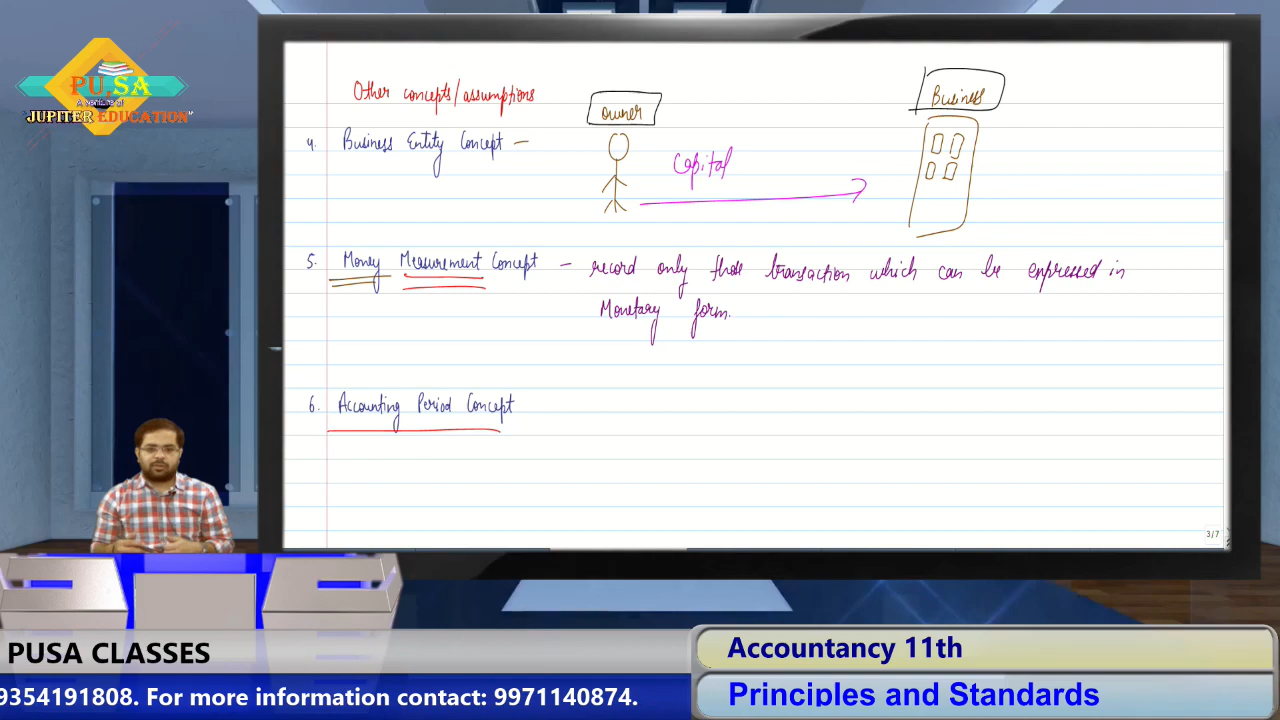 PU,SA
A venture of
"JUPITER EDUCATION"
Other concepts/assumptions
owner
Business
4. Business Entity Concept —
Capital
5. Money Measurement Concept — record only those transaction which can be expressed in
Monetary form.
6. Accounting Period Concept
3/7
PUSA CLASSES
Accountancy 11th
9354191808. For more information contact: 9971140874.
Principles and Standards